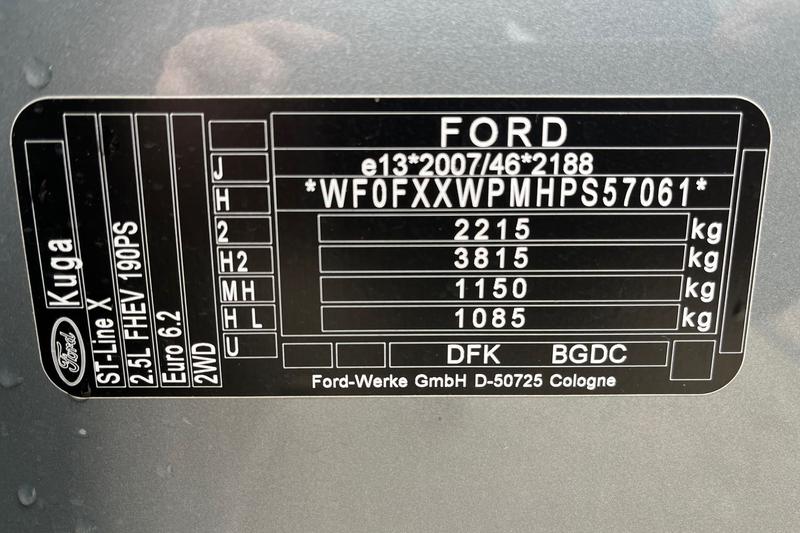 FORD
J
e13*2007/46*2188
H
*WF0FXXWPMHPS57061*
2
2215 kg
H2
3815 kg
MH
1150 kg
H L
1085 kg
U
DFK BGDC
Ford-Werke GmbH D-50725 Cologne
Ford Kuga
ST-Line X
2.5L FHEV 190PS
Euro 6.2
2WD